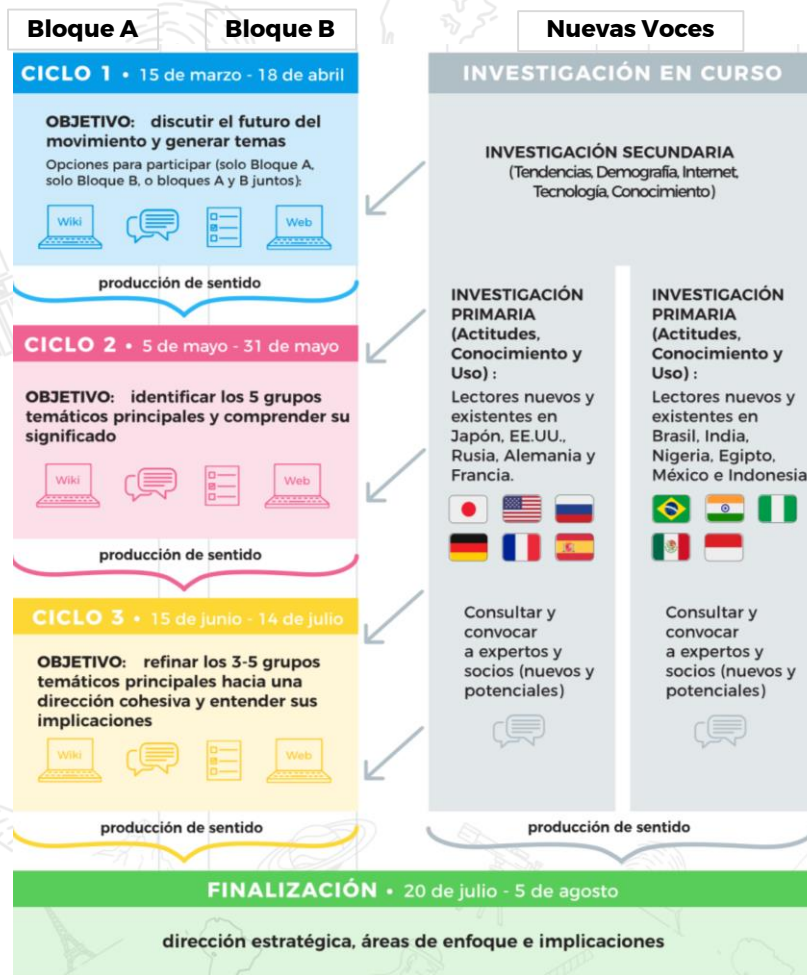 Bloque A
Bloque B
Nuevas Voces
CICLO 1 • 15 de marzo - 18 de abril
OBJETIVO: discutir el futuro del
movimiento y generar temas
Opciones para participar (solo Bloque A,
solo Bloque B, o bloques A y B juntos):
Wiki
Web
producción de sentido
CICLO 2 • 5 de mayo - 31 de mayo
OBJETIVO: identificar los 5 grupos
temáticos principales y comprender su
significado
Wiki
Web
producción de sentido
CICLO 3 • 15 de junio - 14 de julio
OBJETIVO: refinar los 3-5 grupos
temáticos principales hacia una
dirección cohesiva y entender sus
implicaciones
Wiki
Web
producción de sentido
INVESTIGACIÓN EN CURSO
INVESTIGACIÓN SECUNDARIA
(Tendencias, Demografía, Internet,
Tecnología, Conocimiento)
INVESTIGACIÓN
PRIMARIA
(Actitudes,
Conocimiento y
Uso) :
Lectores nuevos y
existentes en
Japón, EE.UU.,
Rusia, Alemania y
Francia.
Consultar y
convocar
a expertos y
socios (nuevos y
potenciales)
INVESTIGACIÓN
PRIMARIA
(Actitudes,
Conocimiento y
Uso) :
Lectores nuevos y
existentes en
Brasil, India,
Nigeria, Egipto,
México e Indonesia
Consultar y
convocar
a expertos y
socios (nuevos y
potenciales)
producción de sentido
FINALIZACIÓN • 20 de julio - 5 de agosto
dirección estratégica, áreas de enfoque e implicaciones